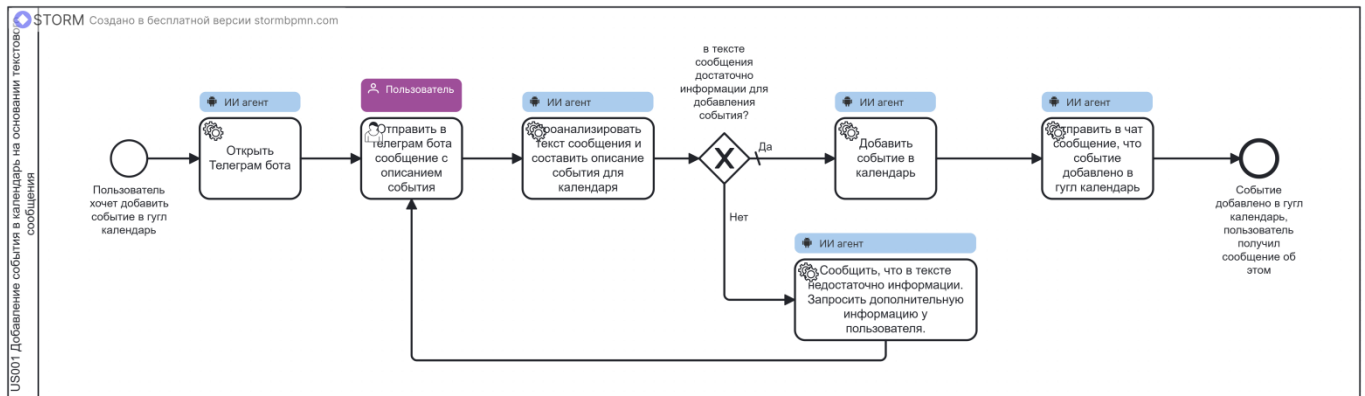 STORM Создано в бесплатной версии stormbpmn.com
US001 Добавление события в календарь на основании текстового
сообщения
Пользователь
хочет добавить
событие в гугл
календарь
ИИ агент
Открыть
Телеграм бота
Пользователь
Отправить в
телеграм бота
сообщение с
описанием
события
ИИ агент
Проанализировать
текст сообщения и
составить описание
события для
календаря
в тексте
сообщения
достаточно
информации для
добавления
события?
Да
Нет
ИИ агент
Добавить
событие в
календарь
ИИ агент
Отправить в чат
сообщение, что
событие
добавлено в
гугл календарь
Событие
добавлено в гугл
календарь,
пользователь
получил
сообщение об
этом
ИИ агент
Сообщить, что в тексте
недостаточно информации.
Запросить дополнительную
информацию у
пользователя.